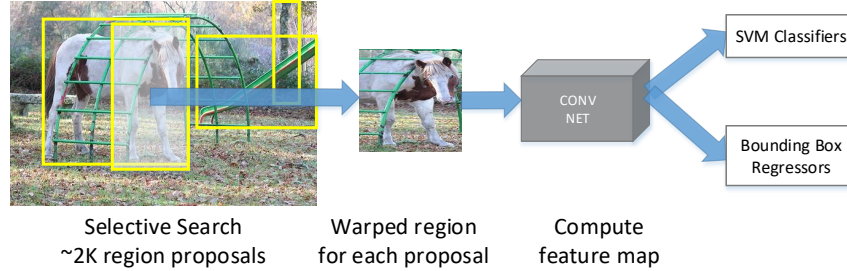 SVM Classifiers
CONV
NET
Bounding Box
Regressors
Selective Search
~2K region proposals
Warped region
for each proposal
Compute
feature map